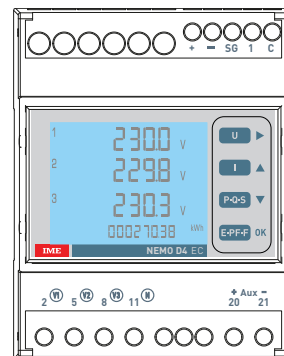 + − SG 1 C
1 230.0 V
2 229.8 V
3 230.3 V
00027038 kWh
U
I
P•Q•S
E•PF•F OK
IME NEMO D4 EC
2 V1 5 V2 8 V3 11 N
+ Aux −
20 21